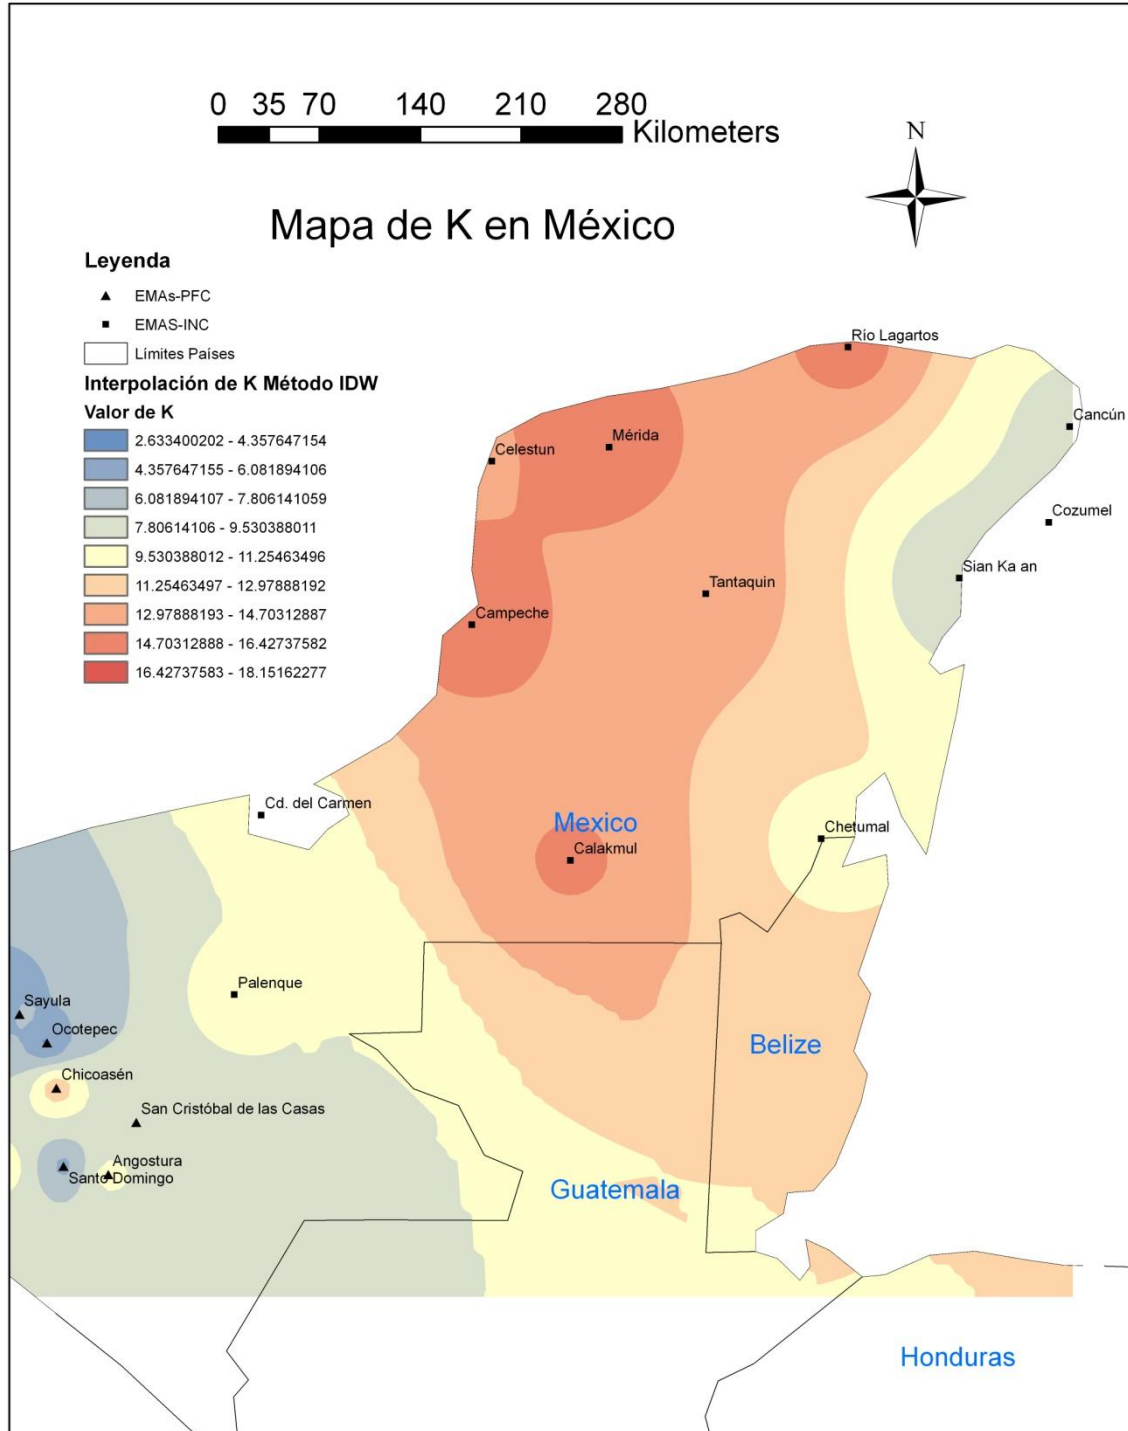 0 35 70 140 210 280
Kilometers
N
Mapa de K en México
Leyenda
EMAs-PFC
EMAS-INC
Límites Países
Interpolación de K Método IDW
Valor de K
2.633400202 - 4.357647154
4.357647155 - 6.081894106
6.081894107 - 7.806141059
7.80614106 - 9.530388011
9.530388012 - 11.25463496
11.25463497 - 12.97888192
12.97888193 - 14.70312887
14.70312888 - 16.42737582
16.42737583 - 18.15162277
Río Lagartos
Cancún
Mérida
Celestun
Cozumel
Sian Ka an
Tantaquin
Campeche
Cd. del Carmen
Mexico
Chetumal
Calakmul
Palenque
Sayula
Ocotepec
Belize
Chicoasén
San Cristóbal de las Casas
Angostura
Santo Domingo
Guatemala
Honduras